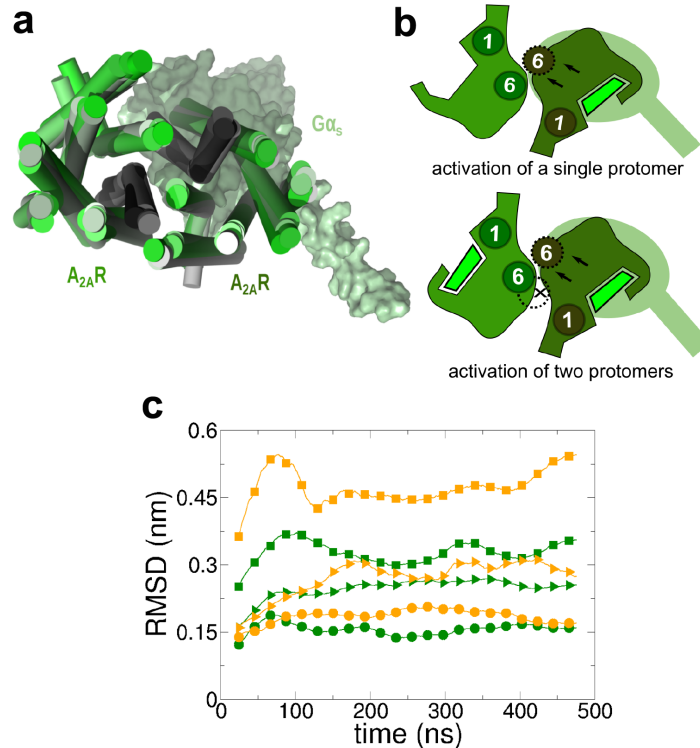 a
Gαs
A2AR
A2AR
b
1
6
6
1
activation of a single protomer
1
6
6
1
activation of two protomers
c
RMSD (nm)
0.6
0.45
0.3
0.15
0
0 100 200 300 400 500
time (ns)